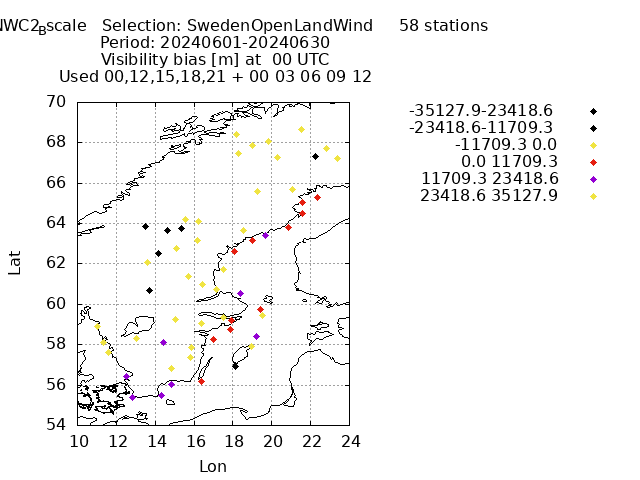 NWC2Bscale Selection: SwedenOpenLandWind 58 stations
Period: 20240601-20240630
Visibility bias [m] at 00 UTC
Used 00,12,15,18,21 + 00 03 06 09 12
-35127.9-23418.6
-23418.6-11709.3
-11709.3 0.0
0.0 11709.3
11709.3 23418.6
23418.6 35127.9
70
68
66
64
62
60
58
56
54
Lat
10 12 14 16 18 20 22 24
Lon